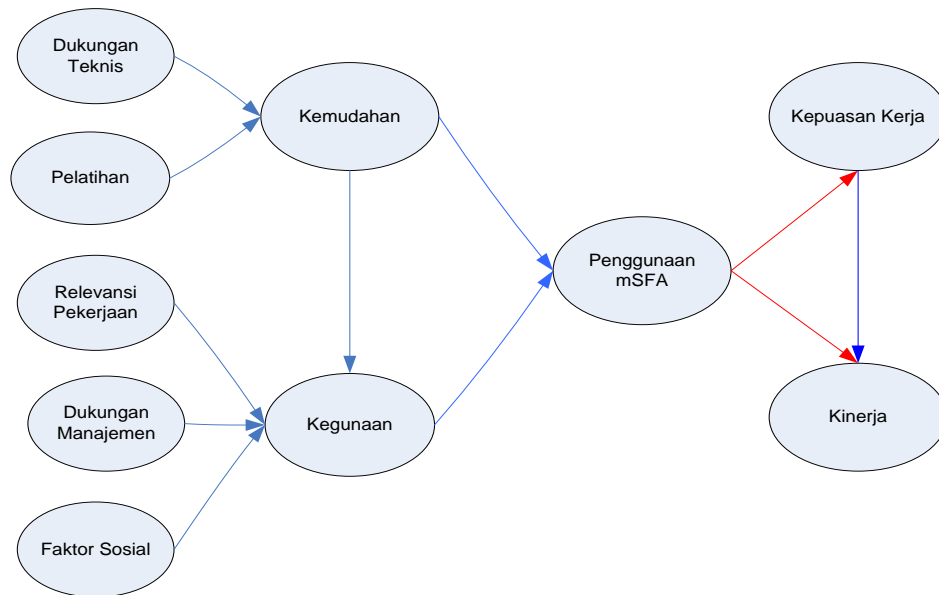 Dukungan
Teknis
Kemudahan
Kepuasan Kerja
Pelatihan
Relevansi
Pekerjaan
Penggunaan
mSFA
Dukungan
Manajemen
Kegunaan
Kinerja
Faktor Sosial